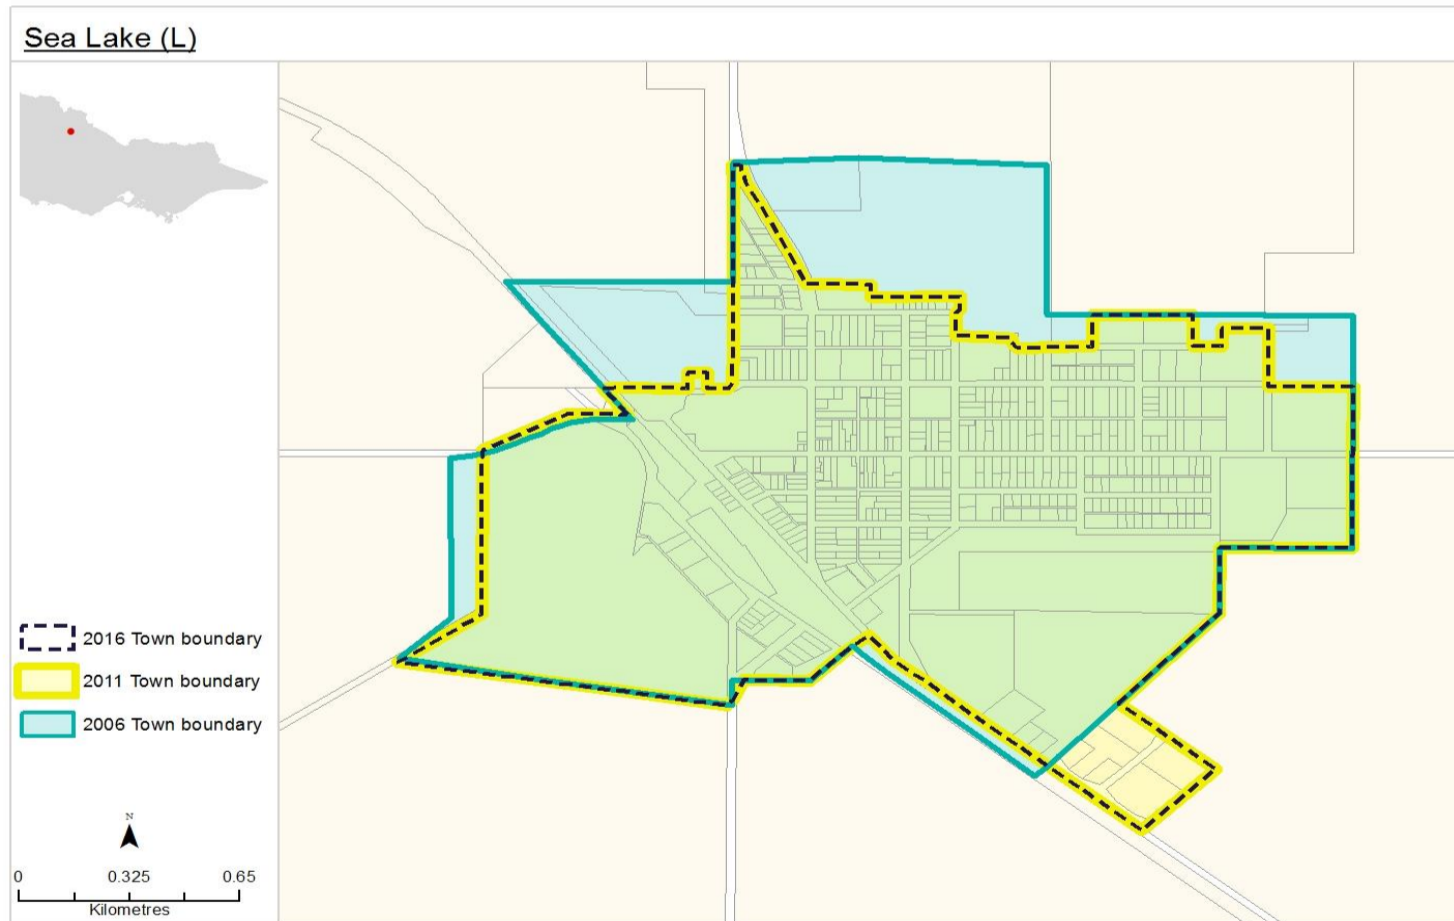 Sea Lake (L)
2016 Town boundary
2011 Town boundary
2006 Town boundary
N
0 0.325 0.65
Kilometres